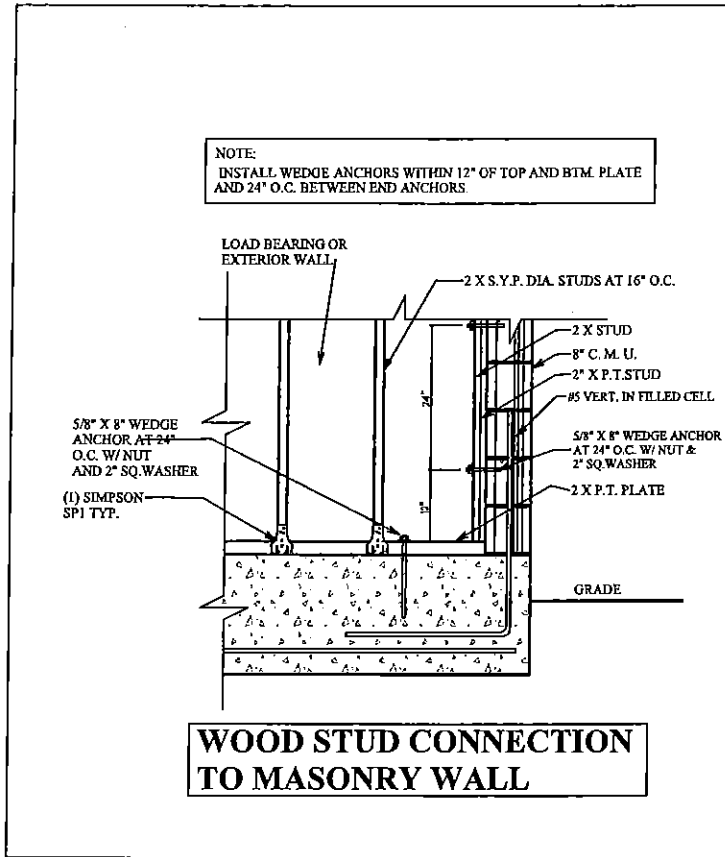 NOTE:
INSTALL WEDGE ANCHORS WITHIN 12" OF TOP AND BTM. PLATE
AND 24" O.C. BETWEEN END ANCHORS.
LOAD BEARING OR
EXTERIOR WALL
2 X S.Y.P. DIA. STUDS AT 16" O.C.
2 X STUD
8" C. M. U.
2" X P.T.STUD
#5 VERT. IN FILLED CELL
5/8" X 8" WEDGE ANCHOR
AT 24" O.C. W/ NUT &
2" SQ.WASHER
2 X P.T. PLATE
24"
12"
5/8" X 8" WEDGE
ANCHOR AT 24"
O.C. W/ NUT
AND 2" SQ.WASHER
(1) SIMPSON
SP1 TYP.
GRADE
WOOD STUD CONNECTION
TO MASONRY WALL